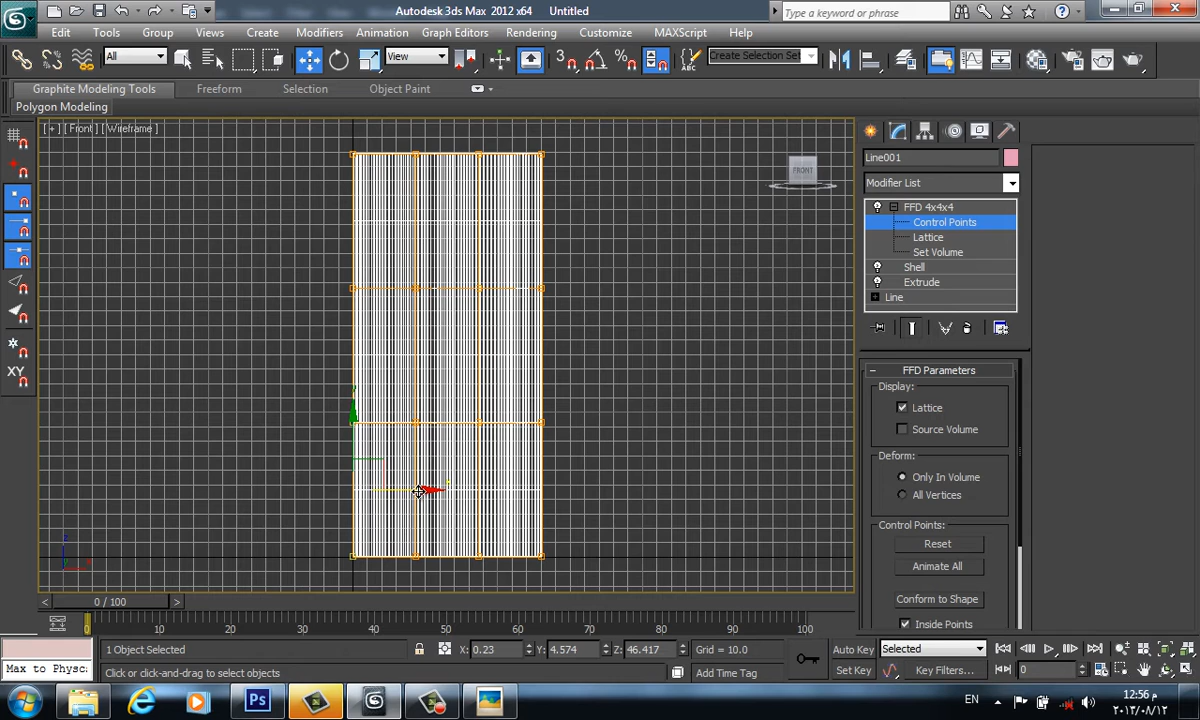 Autodesk 3ds Max 2012 x64 Untitled
Type a keyword or phrase
Edit Tools Group Views Create Modifiers Animation Graph Editors Rendering Customize MAXScript Help
All View 3 Create Selection Set
Graphite Modeling Tools Freeform Selection Object Paint
Polygon Modeling
[ + ] [ Front ] [ Wireframe ]
FRONT
XY
Line001
Modifier List
FFD 4x4x4
Control Points
Lattice
Set Volume
Shell
Extrude
Line
FFD Parameters
Display:
Lattice
Source Volume
Deform:
Only In Volume
All Vertices
Control Points:
Reset
Animate All
Conform to Shape
Inside Points
z
x
< 0 / 100 >
0 10 20 30 40 50 60 70 80 90 100
1 Object Selected X: 0.23 Y: 4.574 Z: 46.417 Grid = 10.0 Auto Key Selected
Max to Physc Click or click-and-drag to select objects Add Time Tag Set Key Key Filters... 0
Ps EN 12:56 م
٢٠١٣/٠٨/١٢